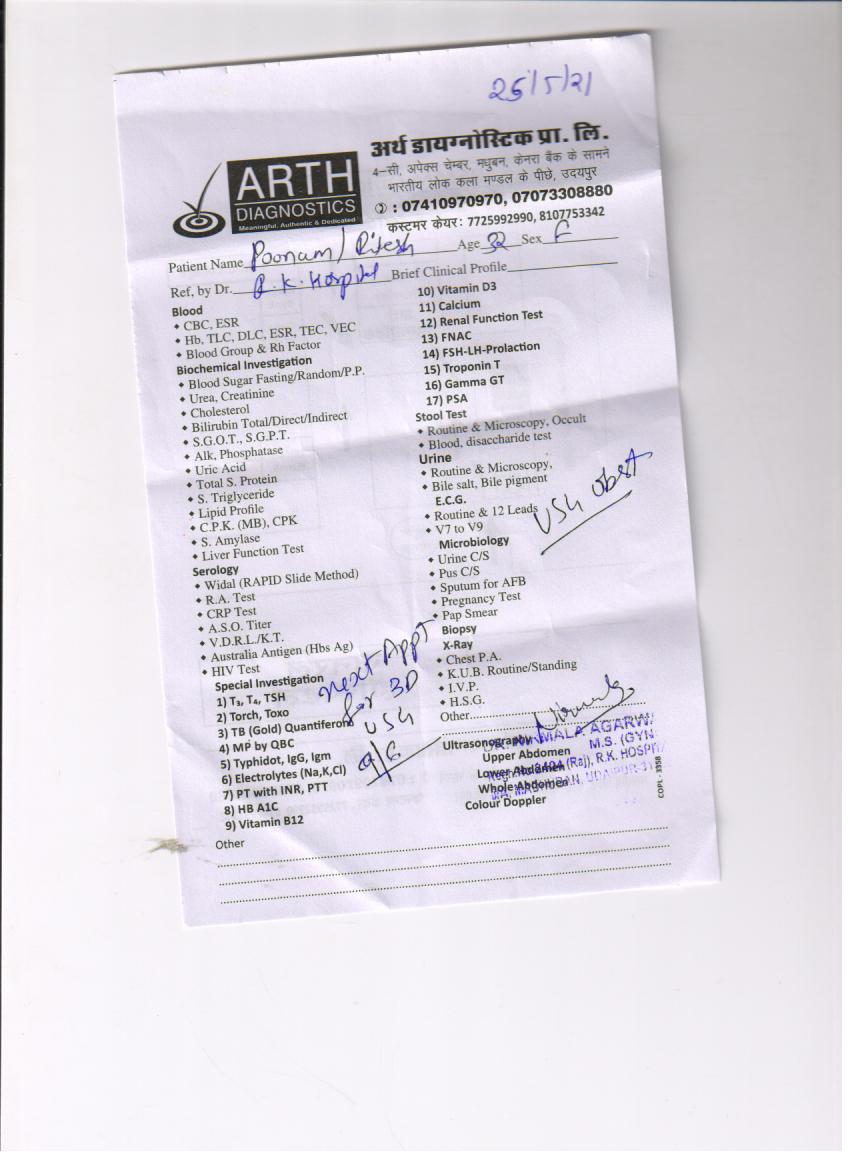 25/5/21
ARTH
DIAGNOSTICS
Meaningful, Authentic & Dedicated
अर्थ डायग्नोस्टिक प्रा. लि.
4-सी, अपेक्स चेम्बर, मधुबन, केनरा बैंक के सामने
भारतीय लोक कला मण्डल के पीछे, उदयपुर
: 07410970970, 07073308880
कस्टमर केयर: 7725992990, 8107753342
Patient Name Poonam / Ritesh Age 32 Sex F
Ref, by Dr. R.K. Hospital Brief Clinical Profile
Blood
• CBC, ESR
• Hb, TLC, DLC, ESR, TEC, VEC
• Blood Group & Rh Factor
Biochemical Investigation
• Blood Sugar Fasting/Random/P.P.
• Urea, Creatinine
• Cholesterol
• Bilirubin Total/Direct/Indirect
• S.G.O.T., S.G.P.T.
• Alk, Phosphatase
• Uric Acid
• Total S. Protein
• S. Triglyceride
• Lipid Profile
• C.P.K. (MB), CPK
• S. Amylase
• Liver Function Test
Serology
• Widal (RAPID Slide Method)
• R.A. Test
• CRP Test
• A.S.O. Titer
• V.D.R.L./K.T.
• Australia Antigen (Hbs Ag)
• HIV Test
Special Investigation
1) T₃, T₄, TSH
2) Torch, Toxo
3) TB (Gold) Quantiferon
4) MP by QBC
5) Typhidot, IgG, Igm
6) Electrolytes (Na,K,Cl)
7) PT with INR, PTT
8) HB A1C
9) Vitamin B12
10) Vitamin D3
11) Calcium
12) Renal Function Test
13) FNAC
14) FSH-LH-Prolaction
15) Troponin T
16) Gamma GT
17) PSA
Stool Test
• Routine & Microscopy, Occult
• Blood, disaccharide test
Urine
• Routine & Microscopy,
• Bile salt, Bile pigment
E.C.G.
• Routine & 12 Leads
• V7 to V9
USG obst
Microbiology
• Urine C/S
• Pus C/S
• Sputum for AFB
• Pregnancy Test
• Pap Smear
Biopsy
X-Ray
• Chest P.A.
• K.U.B. Routine/Standing
• I.V.P.
• H.S.G.
Other
next Appt
for 3D
USG
9/6
Ultrasonography
Upper Abdomen
Lower Abdomen
Whole Abdomen
Colour Doppler
MALA AGARW
M.S. (GYN
(Raj), R.K. HOSPIT
COPL - 3358
Other